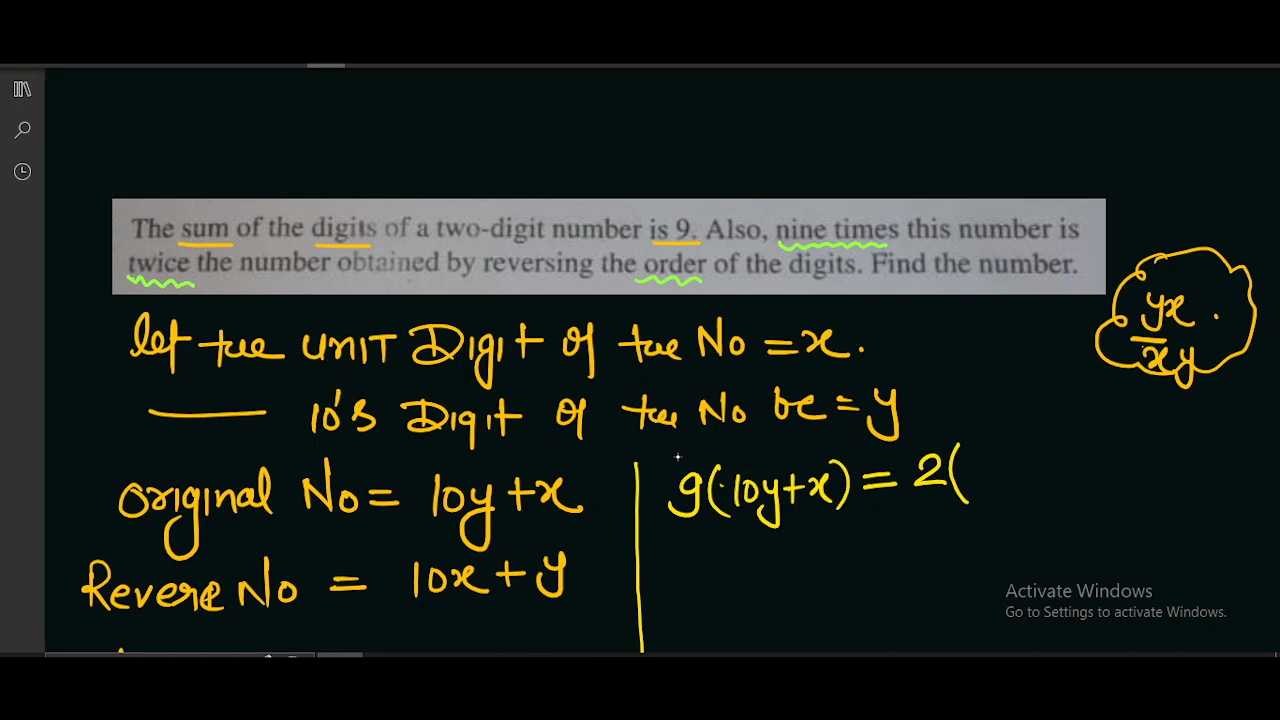 The sum of the digits of a two-digit number is 9. Also, nine times this number is
twice the number obtained by reversing the order of the digits. Find the number.
let tue UNIT Digit of tue No = x.
10's Digit of tue No be = y
yx .
xy
Original No = 10y + x
Revere No = 10x + y
9(10y+x) = 2(
Activate Windows
Go to Settings to activate Windows.